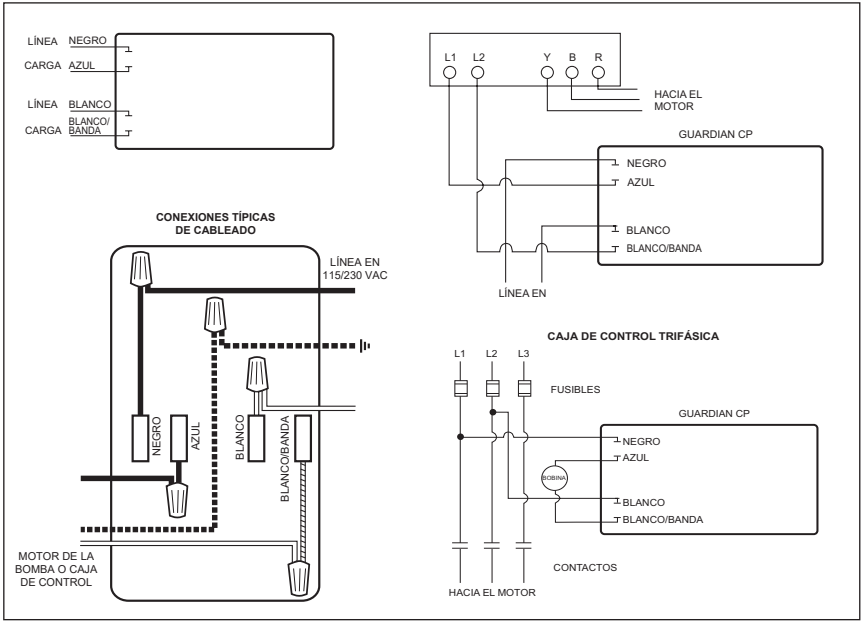 LÍNEA NEGRO
CARGA AZUL
LÍNEA BLANCO
BLANCO/
CARGA BANDA
L1 L2 Y B R
HACIA EL
MOTOR
GUARDIAN CP
NEGRO
AZUL
BLANCO
BLANCO/BANDA
LÍNEA EN
CONEXIONES TÍPICAS
DE CABLEADO
LÍNEA EN
115/230 VAC
NEGRO
AZUL
BLANCO
BLANCO/BANDA
MOTOR DE LA
BOMBA O CAJA
DE CONTROL
CAJA DE CONTROL TRIFÁSICA
L1 L2 L3
FUSIBLES
GUARDIAN CP
NEGRO
AZUL
BOBINA
BLANCO
BLANCO/BANDA
CONTACTOS
HACIA EL MOTOR